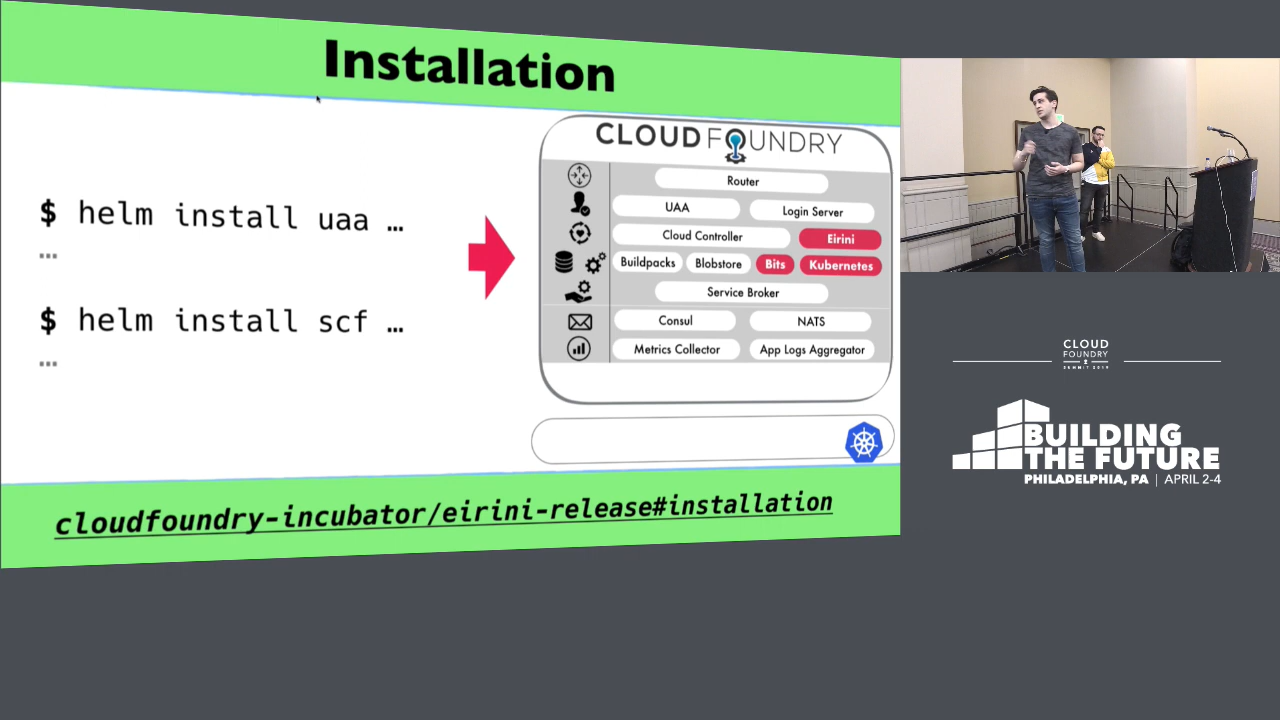 Installation
$ helm install uaa …
…
$ helm install scf …
…
CLOUD FOUNDRY
Router
UAA
Login Server
Cloud Controller
Eirini
Buildpacks
Blobstore
Bits
Kubernetes
Service Broker
Consul
NATS
Metrics Collector
App Logs Aggregator
cloudfoundry-incubator/eirini-release#installation
CLOUD
FOUNDRY
SUMMIT 2019
BUILDING
THE FUTURE
PHILADELPHIA, PA | APRIL 2-4